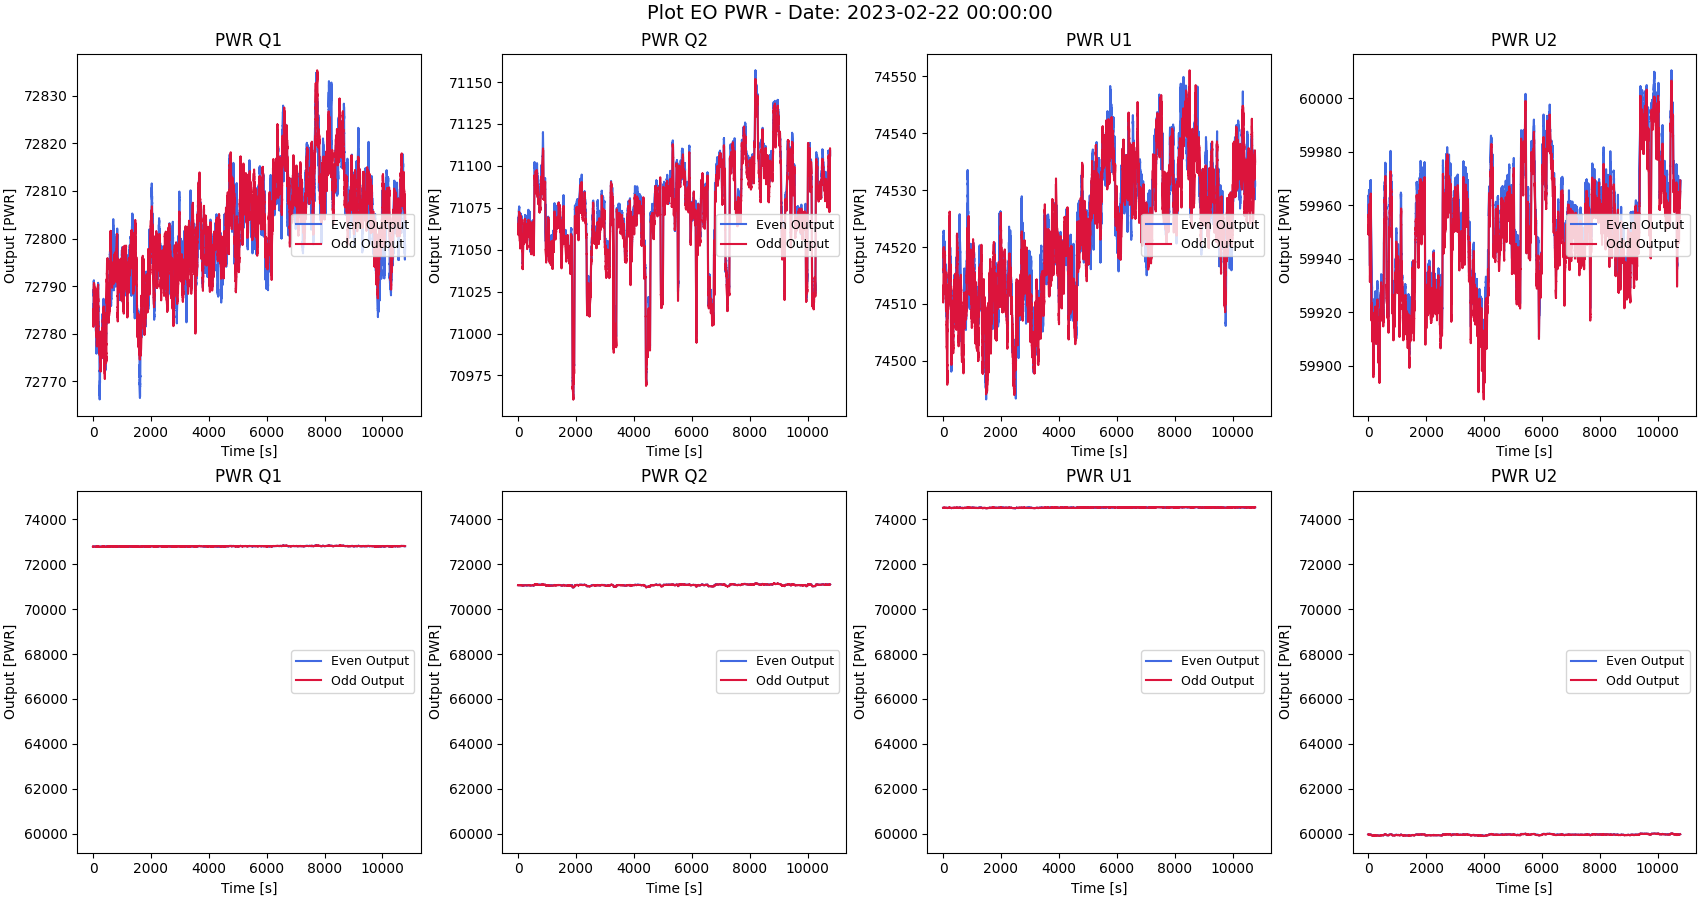 Plot EO PWR - Date: 2023-02-22 00:00:00
PWR Q1
Output [PWR]
72830
72820
72810
72800
72790
72780
72770
0 2000 4000 6000 8000 10000
Time [s]
Even Output
Odd Output
PWR Q2
Output [PWR]
71150
71125
71100
71075
71050
71025
71000
70975
0 2000 4000 6000 8000 10000
Time [s]
Even Output
Odd Output
PWR U1
Output [PWR]
74550
74540
74530
74520
74510
74500
0 2000 4000 6000 8000 10000
Time [s]
Even Output
Odd Output
PWR U2
Output [PWR]
60000
59980
59960
59940
59920
59900
0 2000 4000 6000 8000 10000
Time [s]
Even Output
Odd Output
PWR Q1
Output [PWR]
74000
72000
70000
68000
66000
64000
62000
60000
0 2000 4000 6000 8000 10000
Time [s]
Even Output
Odd Output
PWR Q2
Output [PWR]
74000
72000
70000
68000
66000
64000
62000
60000
0 2000 4000 6000 8000 10000
Time [s]
Even Output
Odd Output
PWR U1
Output [PWR]
74000
72000
70000
68000
66000
64000
62000
60000
0 2000 4000 6000 8000 10000
Time [s]
Even Output
Odd Output
PWR U2
Output [PWR]
74000
72000
70000
68000
66000
64000
62000
60000
0 2000 4000 6000 8000 10000
Time [s]
Even Output
Odd Output